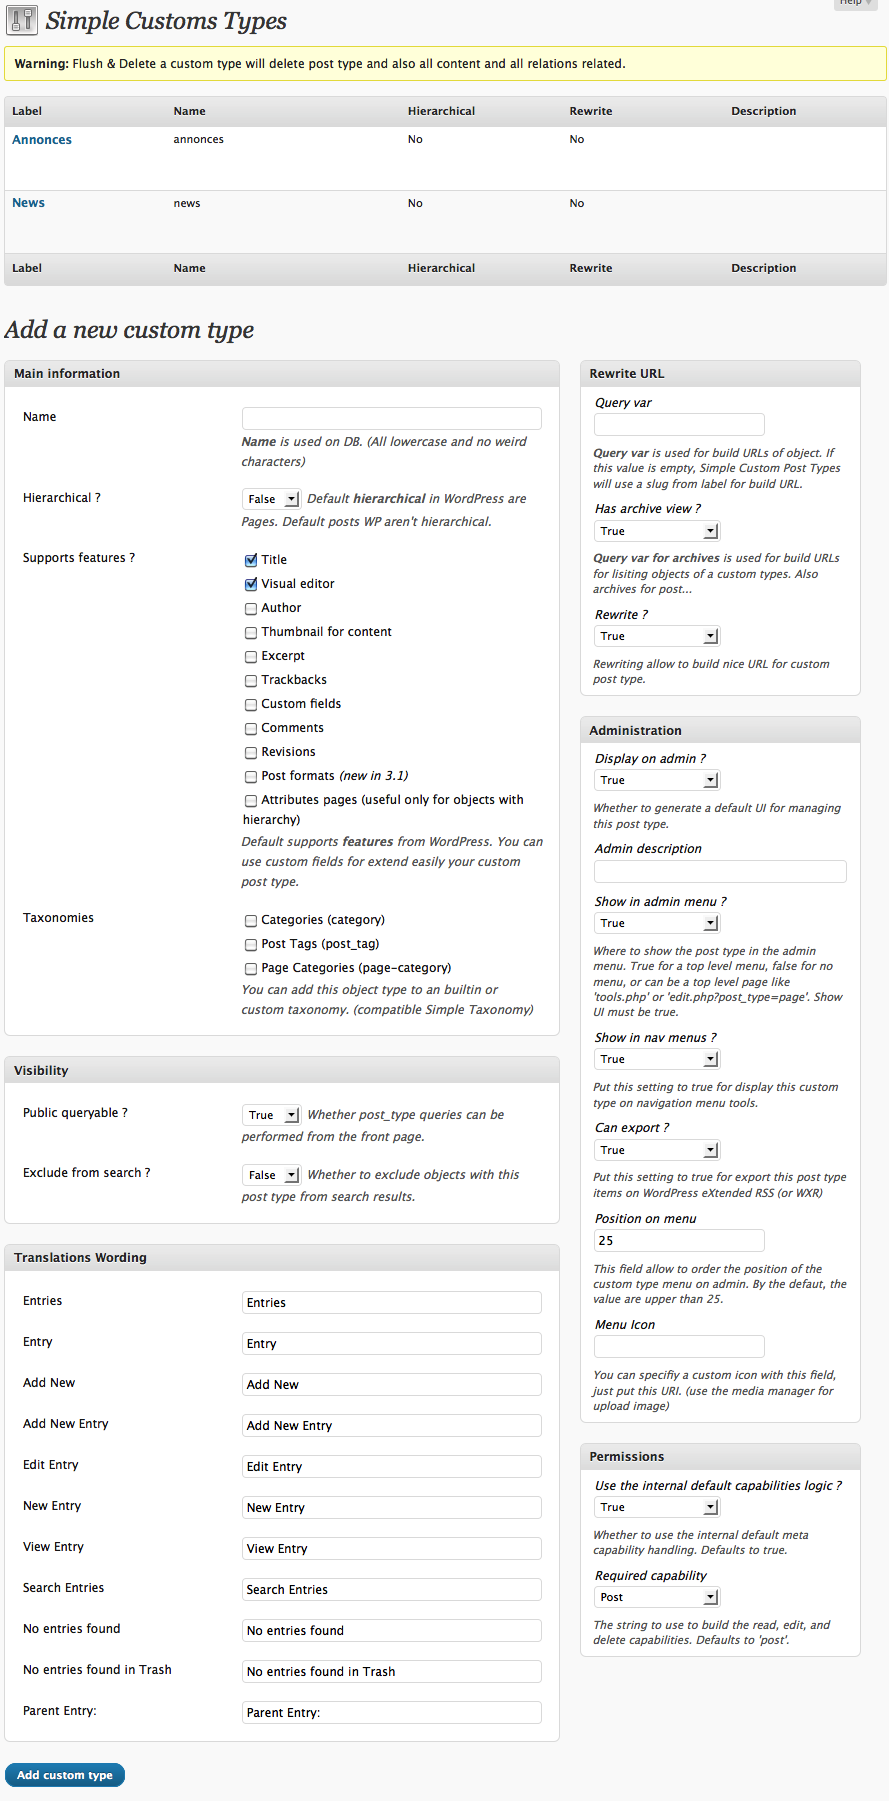 Help
Simple Customs Types
Warning: Flush & Delete a custom type will delete post type and also all content and all relations related.
Label Name Hierarchical Rewrite Description
Annonces annonces No No
News news No No
Label Name Hierarchical Rewrite Description
Add a new custom type
Main information
Name
Name is used on DB. (All lowercase and no weird
characters)
Hierarchical ? False Default hierarchical in WordPress are
Pages. Default posts WP aren't hierarchical.
Supports features ? Title
Visual editor
Author
Thumbnail for content
Excerpt
Trackbacks
Custom fields
Comments
Revisions
Post formats (new in 3.1)
Attributes pages (useful only for objects with
hierarchy)
Default supports features from WordPress. You can
use custom fields for extend easily your custom
post type.
Taxonomies Categories (category)
Post Tags (post_tag)
Page Categories (page-category)
You can add this object type to an builtin or
custom taxonomy. (compatible Simple Taxonomy)
Visibility
Public queryable ? True Whether post_type queries can be
performed from the front page.
Exclude from search ? False Whether to exclude objects with this
post type from search results.
Translations Wording
Entries Entries
Entry Entry
Add New Add New
Add New Entry Add New Entry
Edit Entry Edit Entry
New Entry New Entry
View Entry View Entry
Search Entries Search Entries
No entries found No entries found
No entries found in Trash No entries found in Trash
Parent Entry: Parent Entry:
Add custom type
Rewrite URL
Query var
Query var is used for build URLs of object. If
this value is empty, Simple Custom Post Types
will use a slug from label for build URL.
Has archive view ?
True
Query var for archives is used for build URLs
for lisiting objects of a custom types. Also
archives for post...
Rewrite ?
True
Rewriting allow to build nice URL for custom
post type.
Administration
Display on admin ?
True
Whether to generate a default UI for managing
this post type.
Admin description
Show in admin menu ?
True
Where to show the post type in the admin
menu. True for a top level menu, false for no
menu, or can be a top level page like
'tools.php' or 'edit.php?post_type=page'. Show
UI must be true.
Show in nav menus ?
True
Put this setting to true for display this custom
type on navigation menu tools.
Can export ?
True
Put this setting to true for export this post type
items on WordPress eXtended RSS (or WXR)
Position on menu
25
This field allow to order the position of the
custom type menu on admin. By the defaut, the
value are upper than 25.
Menu Icon
You can specifiy a custom icon with this field,
just put this URI. (use the media manager for
upload image)
Permissions
Use the internal default capabilities logic ?
True
Whether to use the internal default meta
capability handling. Defaults to true.
Required capability
Post
The string to use to build the read, edit, and
delete capabilities. Defaults to 'post'.